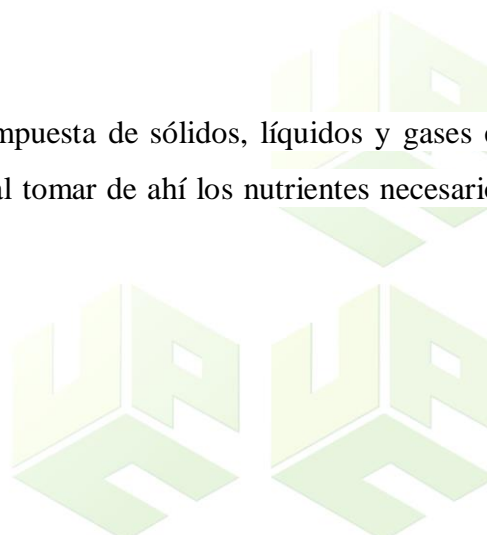 mpuesta de sólidos, líquidos y gases
al tomar de ahí los nutrientes necesari